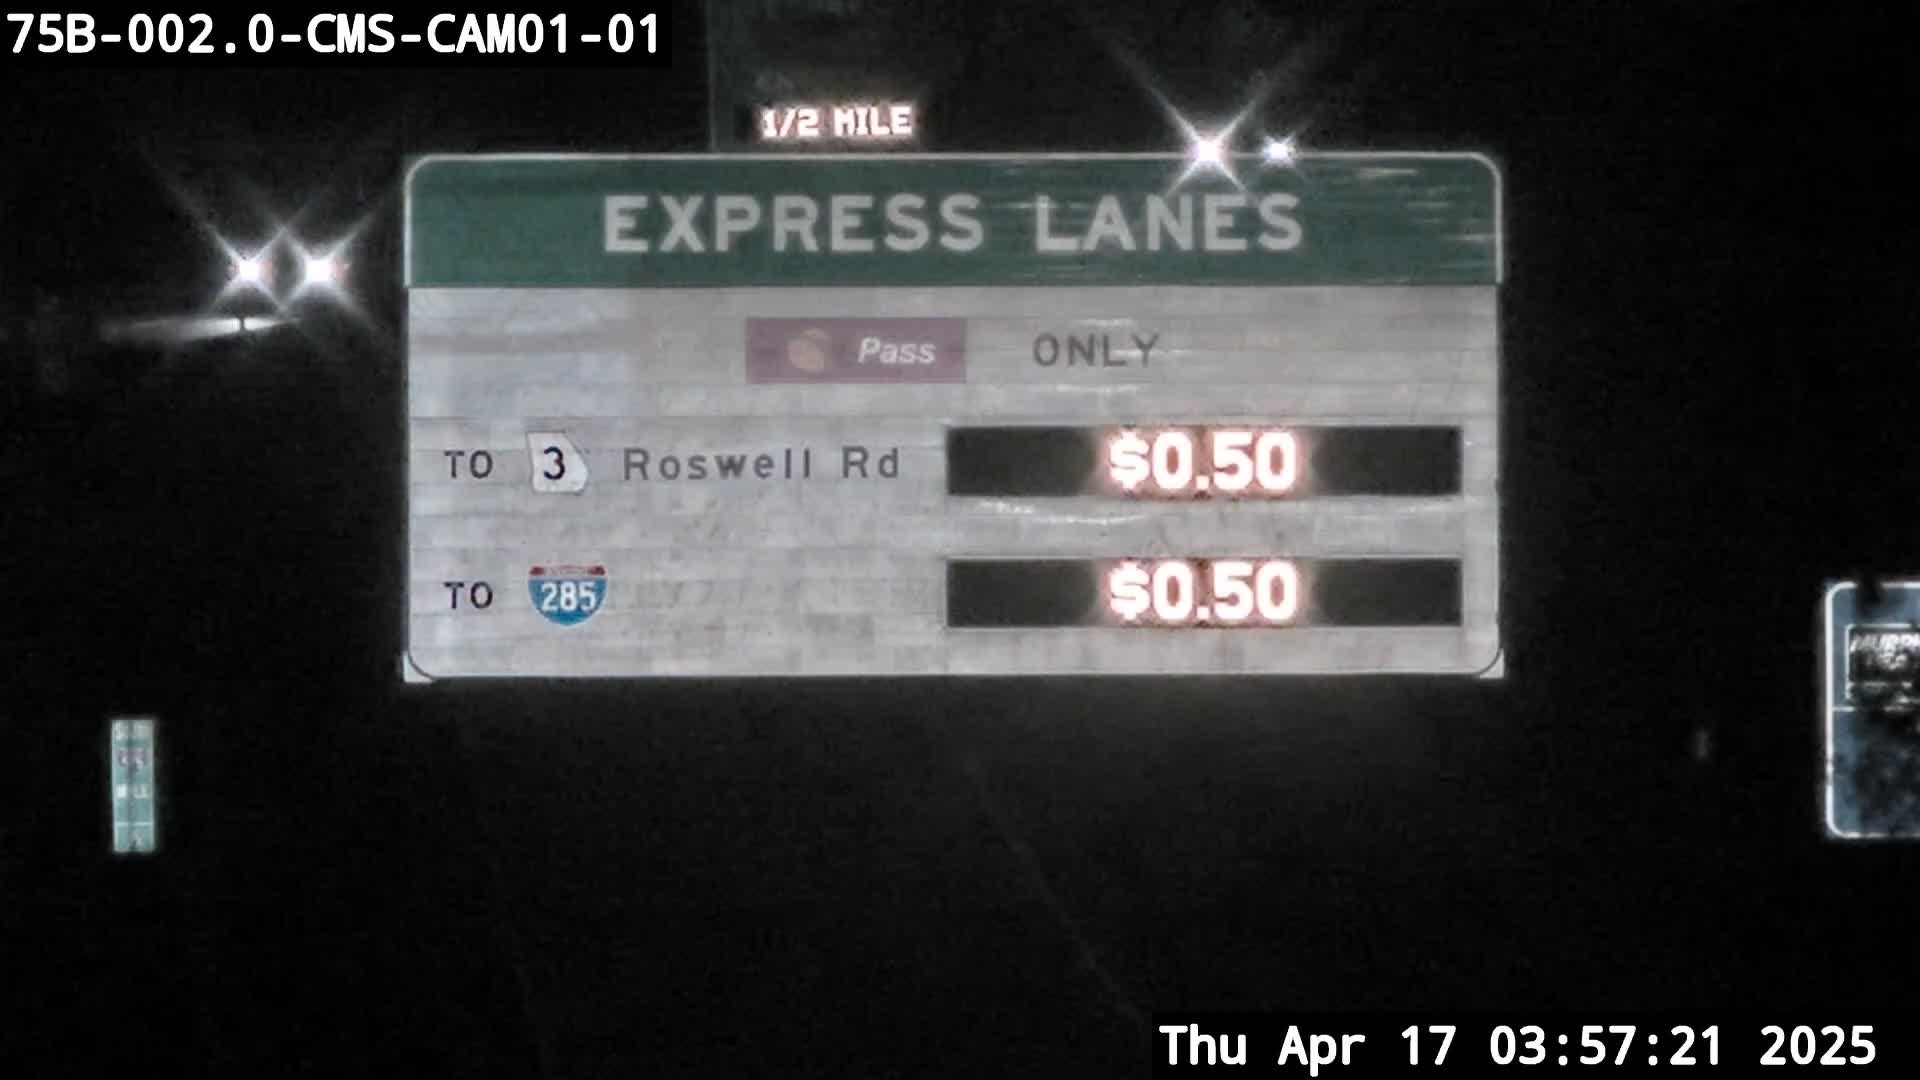 75B-002.0-CMS-CAM01-01
1/2 MILE
EXPRESS LANES
Pass ONLY
TO 3 Roswell Rd $0.50
TO 285 $0.50
Thu Apr 17 03:57:21 2025